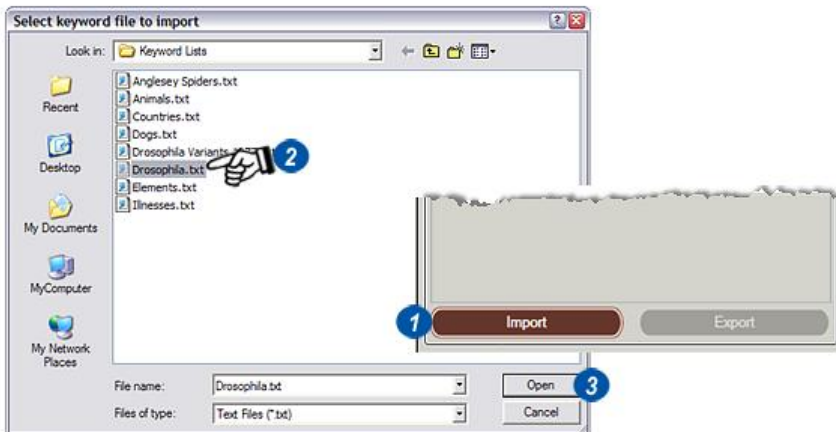 Select keyword file to import
Look in:
Keyword Lists
Recent
Desktop
My Documents
MyComputer
My Network
Places
Anglesey Spiders.txt
Animals.txt
Countries.txt
Dogs.txt
Drosophila Variants
Drosophila.txt
Elements.txt
Illnesses.txt
2
1
Import
Export
File name:
Drosophila.txt
Open
3
Files of type:
Text Files (*.txt)
Cancel